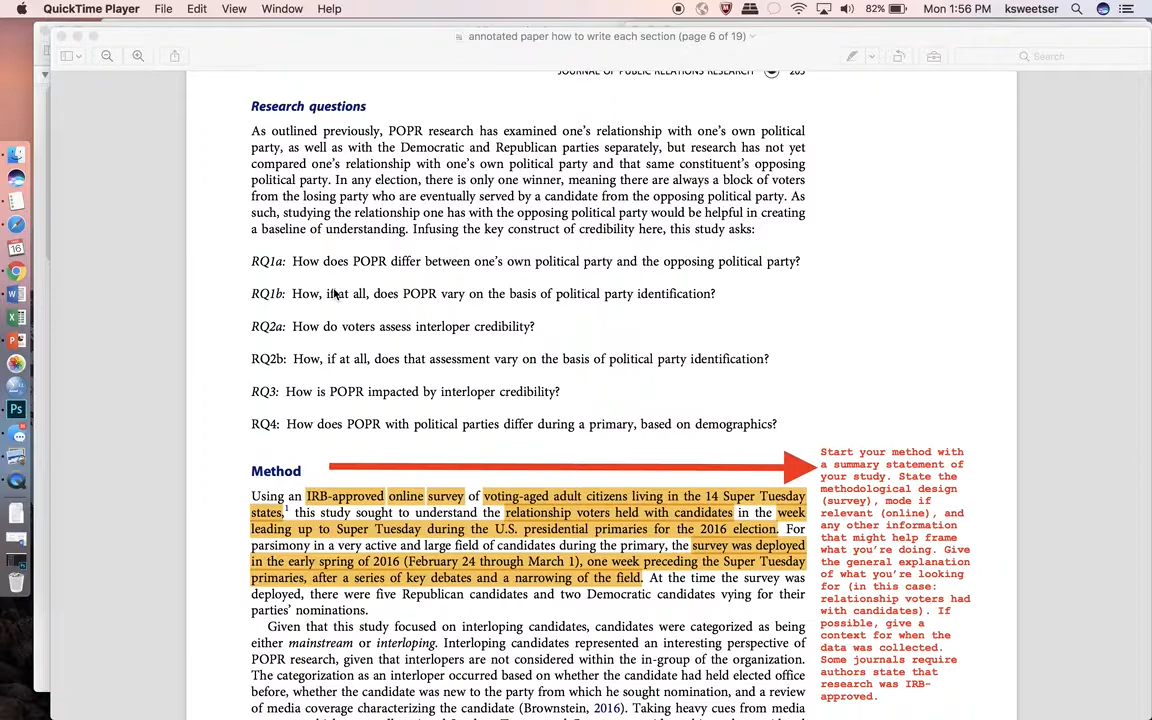 QuickTime Player File Edit View Window Help 82% Mon 1:56 PM ksweetser
annotated paper how to write each section (page 6 of 19)
Search
JOURNAL OF PUBLIC RELATIONS RESEARCH 203
Research questions
As outlined previously, POPR research has examined one's relationship with one's own political
party, as well as with the Democratic and Republican parties separately, but research has not yet
compared one's relationship with one's own political party and that same constituent's opposing
political party. In any election, there is only one winner, meaning there are always a block of voters
from the losing party who are eventually served by a candidate from the opposing political party. As
such, studying the relationship one has with the opposing political party would be helpful in creating
a baseline of understanding. Infusing the key construct of credibility here, this study asks:
RQ1a: How does POPR differ between one's own political party and the opposing political party?
RQ1b: How, if at all, does POPR vary on the basis of political party identification?
RQ2a: How do voters assess interloper credibility?
RQ2b: How, if at all, does that assessment vary on the basis of political party identification?
RQ3: How is POPR impacted by interloper credibility?
RQ4: How does POPR with political parties differ during a primary, based on demographics?
Method
Using an IRB-approved online survey of voting-aged adult citizens living in the 14 Super Tuesday
states,1 this study sought to understand the relationship voters held with candidates in the week
leading up to Super Tuesday during the U.S. presidential primaries for the 2016 election. For
parsimony in a very active and large field of candidates during the primary, the survey was deployed
in the early spring of 2016 (February 24 through March 1), one week preceding the Super Tuesday
primaries, after a series of key debates and a narrowing of the field. At the time the survey was
deployed, there were five Republican candidates and two Democratic candidates vying for their
parties' nominations.
Given that this study focused on interloping candidates, candidates were categorized as being
either mainstream or interloping. Interloping candidates represented an interesting perspective of
POPR research, given that interlopers are not considered within the in-group of the organization.
The categorization as an interloper occurred based on whether the candidate had held elected office
before, whether the candidate was new to the party from which he sought nomination, and a review
of media coverage characterizing the candidate (Brownstein, 2016). Taking heavy cues from media
Start your method with
a summary statement of
your study. State the
methodological design
(survey), mode if
relevant (online), and
any other information
that might help frame
what you're doing. Give
the general explanation
of what you're looking
for (in this case:
relationship voters had
with candidates). If
possible, give a
context for when the
data was collected.
Some journals require
authors state that
research was IRB-
approved.